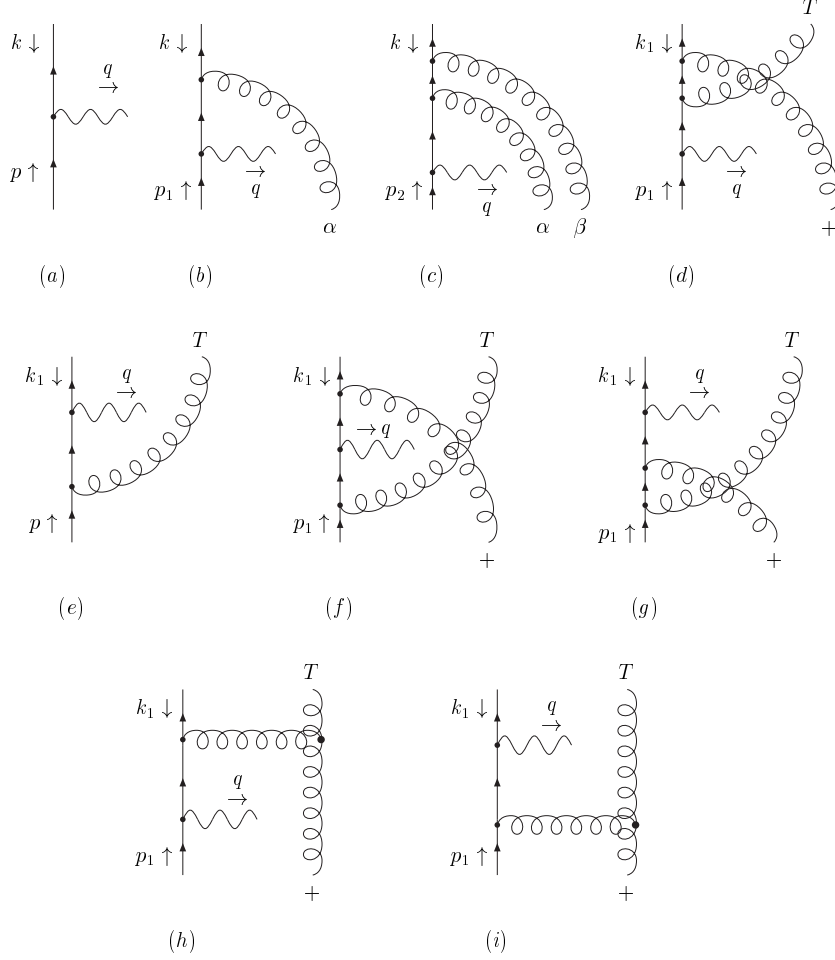 T
k ↓ q → k ↓ k ↓ k₁ ↓
p ↑ p₁ ↑ → q p₂ ↑ → q p₁ ↑ → q
α α β +
(a) (b) (c) (d)
T T T
k₁ ↓ q → k₁ ↓ → q k₁ ↓ q →
p ↑ p₁ ↑ p₁ ↑
+ +
(e) (f) (g)
T T
k₁ ↓ k₁ ↓ q →
q →
p₁ ↑ p₁ ↑
+ +
(h) (i)